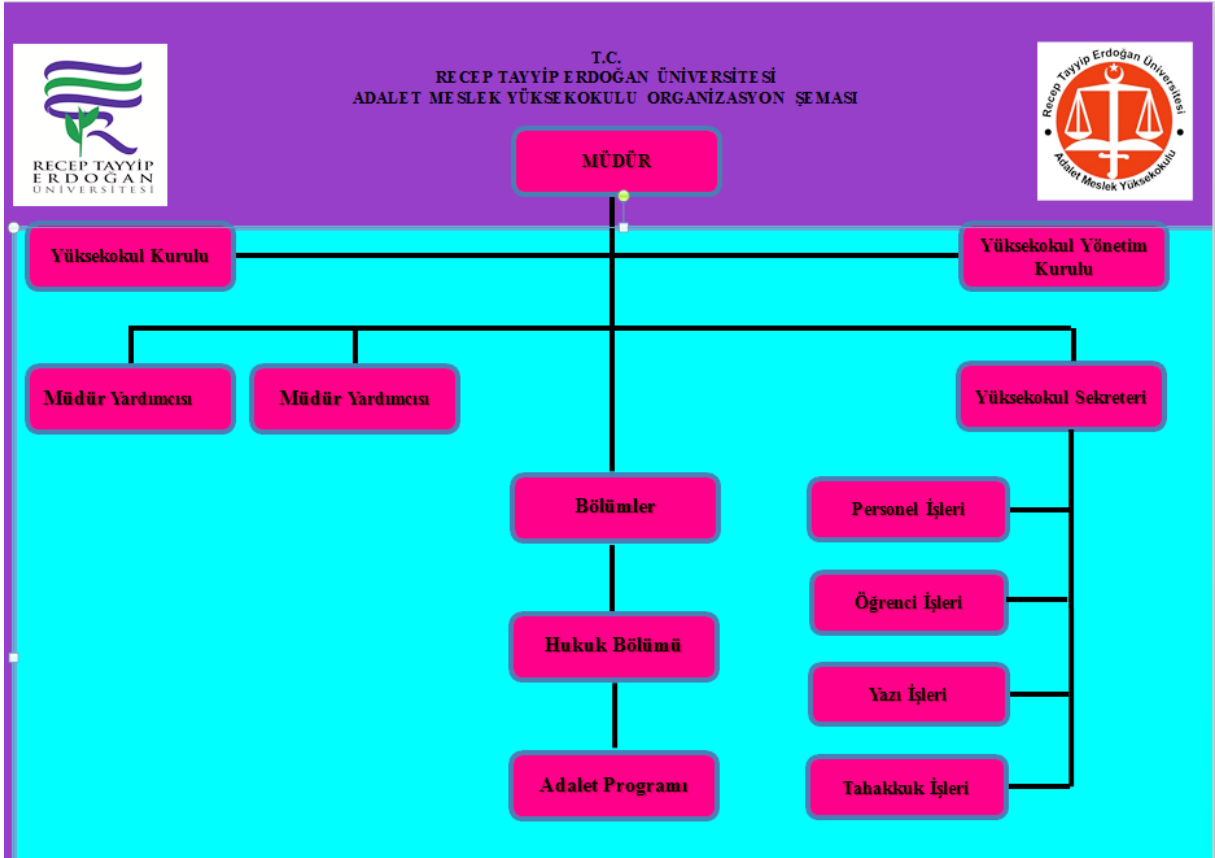 T.C.
RECEP TAYYİP ERDOĞAN ÜNİVERSİTESİ
ADALET MESLEK YÜKSEKOKULU ORGANİZASYON ŞEMASI
RECEP TAYYİP
ERDOĞAN
ÜNİVERSİTESİ
Recep Tayyip Erdoğan Üniversitesi
Adalet Meslek Yüksekokulu
MÜDÜR
Yüksekokul Kurulu
Yüksekokul Yönetim
Kurulu
Müdür Yardımcısı
Müdür Yardımcısı
Yüksekokul Sekreteri
Bölümler
Personel İşleri
Öğrenci İşleri
Hukuk Bölümü
Yazı İşleri
Adalet Programı
Tahakkuk İşleri